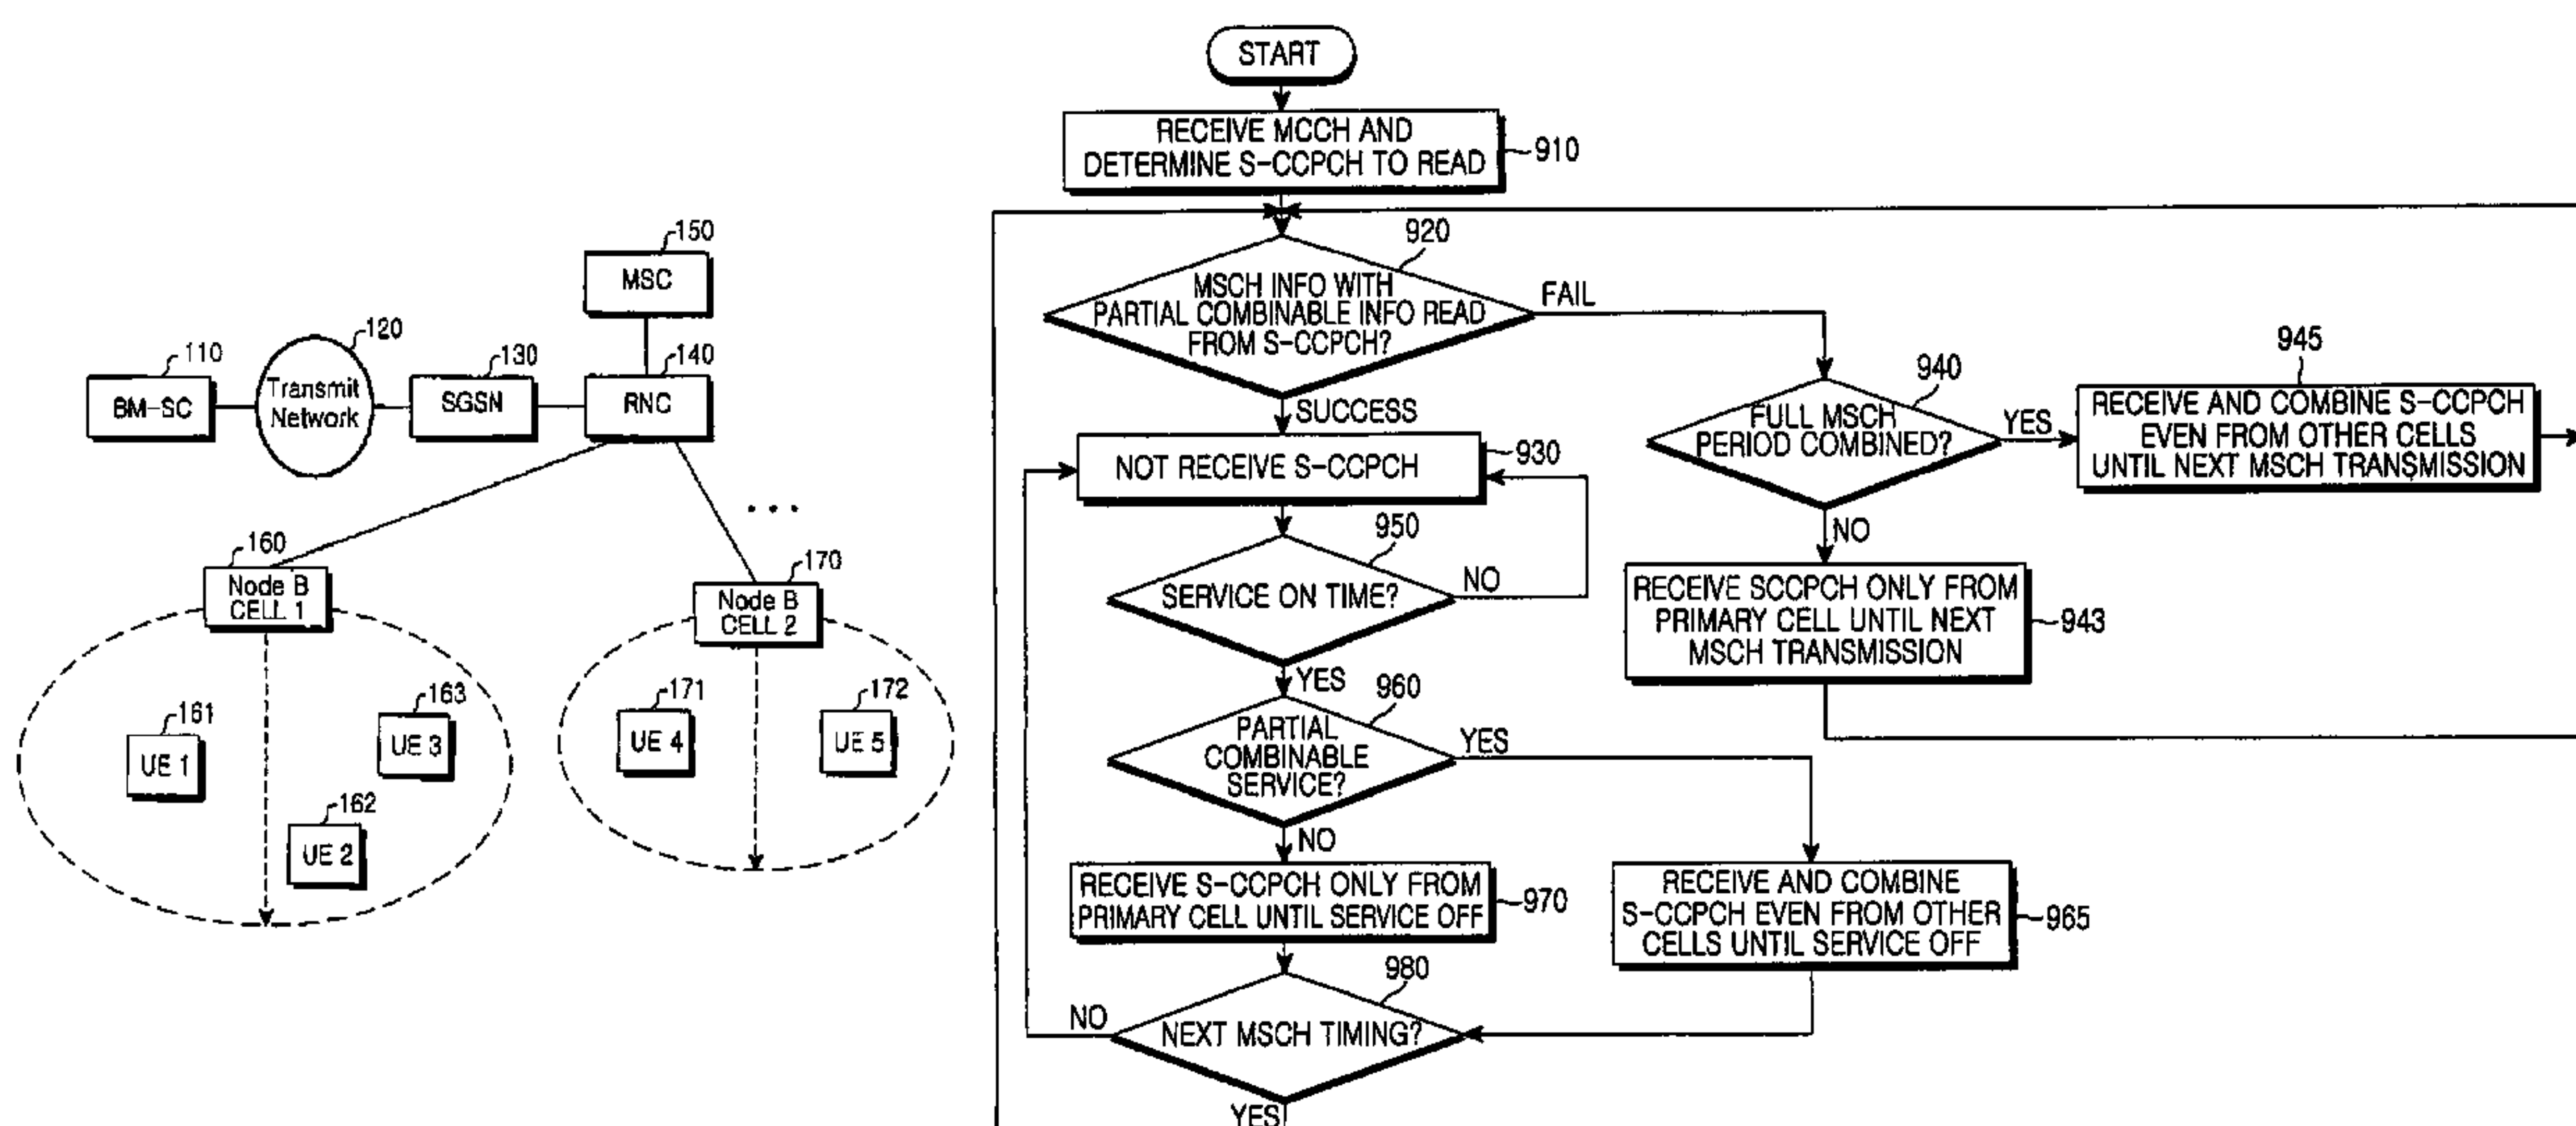 150
MSC
110
BM-SC
120
Transmit
Network
130
SGSN
140
RNC
...
160
Node B
CELL 1
170
Node B
CELL 2
161
UE 1
163
UE 3
162
UE 2
171
UE 4
172
UE 5
START
RECEIVE MCCH AND
DETERMINE S-CCPCH TO READ
910
920
MSCH INFO WITH
PARTIAL COMBINABLE INFO READ
FROM S-CCPCH?
FAIL
SUCCESS
NOT RECEIVE S-CCPCH
930
940
FULL MSCH
PERIOD COMBINED?
YES
945
RECEIVE AND COMBINE S-CCPCH
EVEN FROM OTHER CELLS
UNTIL NEXT MSCH TRANSMISSION
NO
RECEIVE SCCPCH ONLY FROM
PRIMARY CELL UNTIL NEXT
MSCH TRANSMISSION
943
950
SERVICE ON TIME?
NO
YES
960
PARTIAL
COMBINABLE
SERVICE?
YES
NO
RECEIVE S-CCPCH ONLY FROM
PRIMARY CELL UNTIL SERVICE OFF
970
RECEIVE AND COMBINE
S-CCPCH EVEN FROM OTHER
CELLS UNTIL SERVICE OFF
965
980
NEXT MSCH TIMING?
NO
YES